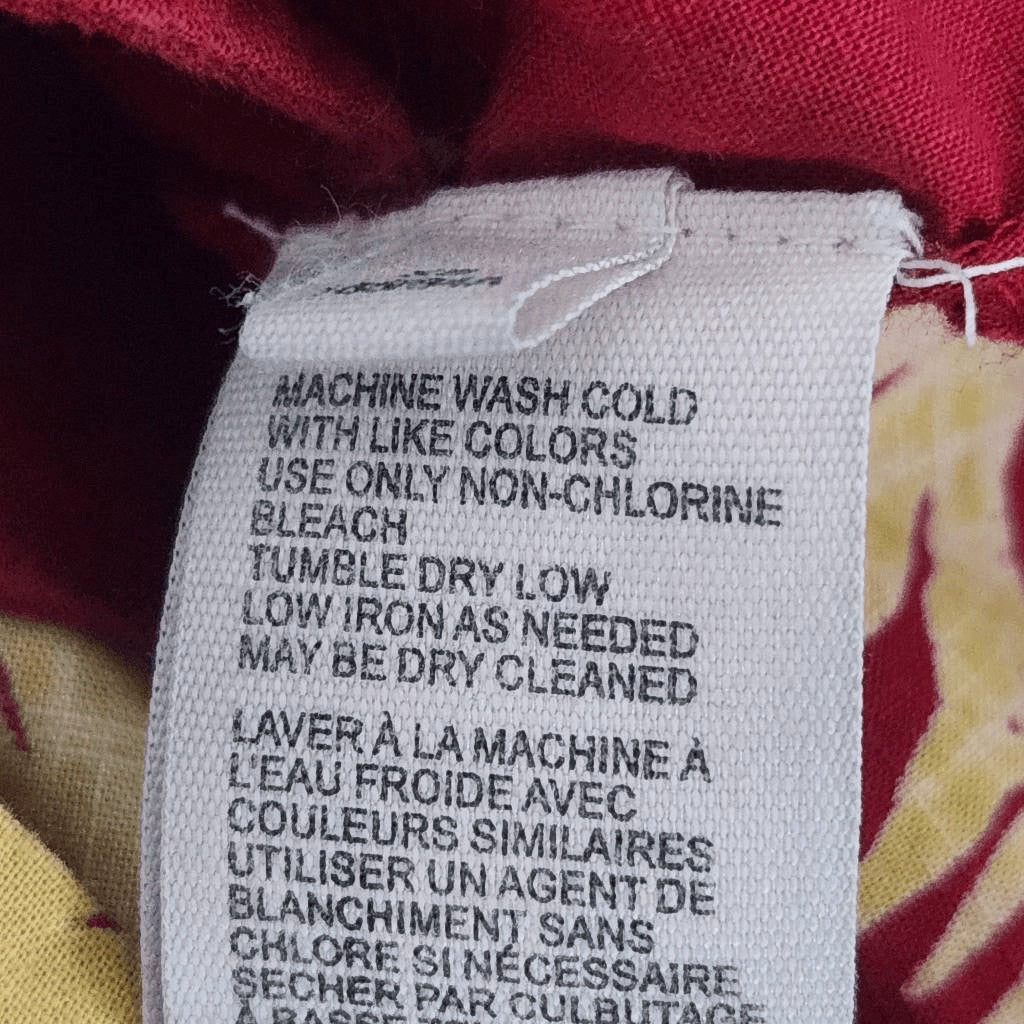 MACHINE WASH COLD
WITH LIKE COLORS
USE ONLY NON-CHLORINE
BLEACH
TUMBLE DRY LOW
LOW IRON AS NEEDED
MAY BE DRY CLEANED
LAVER À LA MACHINE À
L'EAU FROIDE AVEC
COULEURS SIMILAIRES
UTILISER UN AGENT DE
BLANCHIMENT SANS
CHLORE SI NÉCESSAIRE
SECHER PAR CULBUTAGE
À BASSE